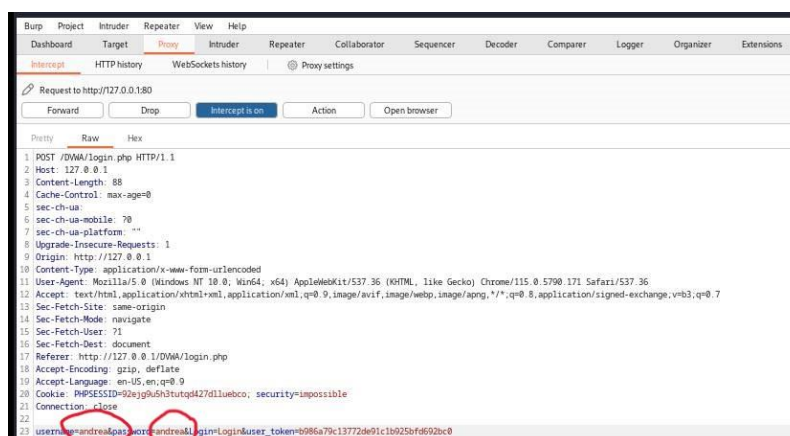 Burp Project Intruder Repeater View Help
Dashboard Target Proxy Intruder Repeater Collaborator Sequencer Decoder Comparer Logger Organizer Extensions
Intercept HTTP history WebSockets history Proxy settings
Request to http://127.0.0.1:80
Forward Drop Intercept is on Action Open browser
Pretty Raw Hex
1 POST /DVWA/login.php HTTP/1.1
2 Host: 127.0.0.1
3 Content-Length: 88
4 Cache-Control: max-age=0
5 sec-ch-ua:
6 sec-ch-ua-mobile: ?0
7 sec-ch-ua-platform: ""
8 Upgrade-Insecure-Requests: 1
9 Origin: http://127.0.0.1
10 Content-Type: application/x-www-form-urlencoded
11 User-Agent: Mozilla/5.0 (Windows NT 10.0; Win64; x64) AppleWebKit/537.36 (KHTML, like Gecko) Chrome/115.0.5790.171 Safari/537.36
12 Accept: text/html,application/xhtml+xml,application/xml;q=0.9,image/avif,image/webp,image/apng,*/*;q=0.8,application/signed-exchange;v=b3;q=0.7
13 Sec-Fetch-Site: same-origin
14 Sec-Fetch-Mode: navigate
15 Sec-Fetch-User: ?1
16 Sec-Fetch-Dest: document
17 Referer: http://127.0.0.1/DVWA/login.php
18 Accept-Encoding: gzip, deflate
19 Accept-Language: en-US,en;q=0.9
20 Cookie: PHPSESSID=92ejg9u5h3tutqd427dlluebco; security=impossible
21 Connection: close
22
23 username=andrea&password=andrea&Login=Login&user_token=b986a79c13772de91c1b925bfd692bc0